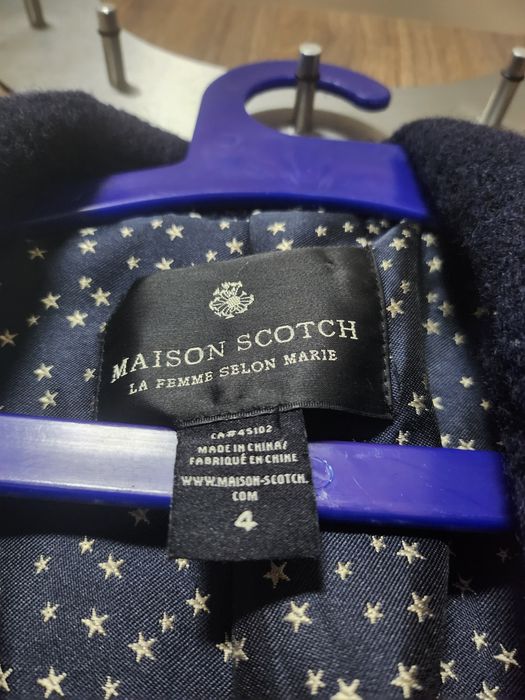 MAISON SCOTCH
LA FEMME SELON MARIE
CA#45102
MADE IN CHINA/
FABRIQUÉ EN CHINE
WWW.MAISON-SCOTCH.
COM
4